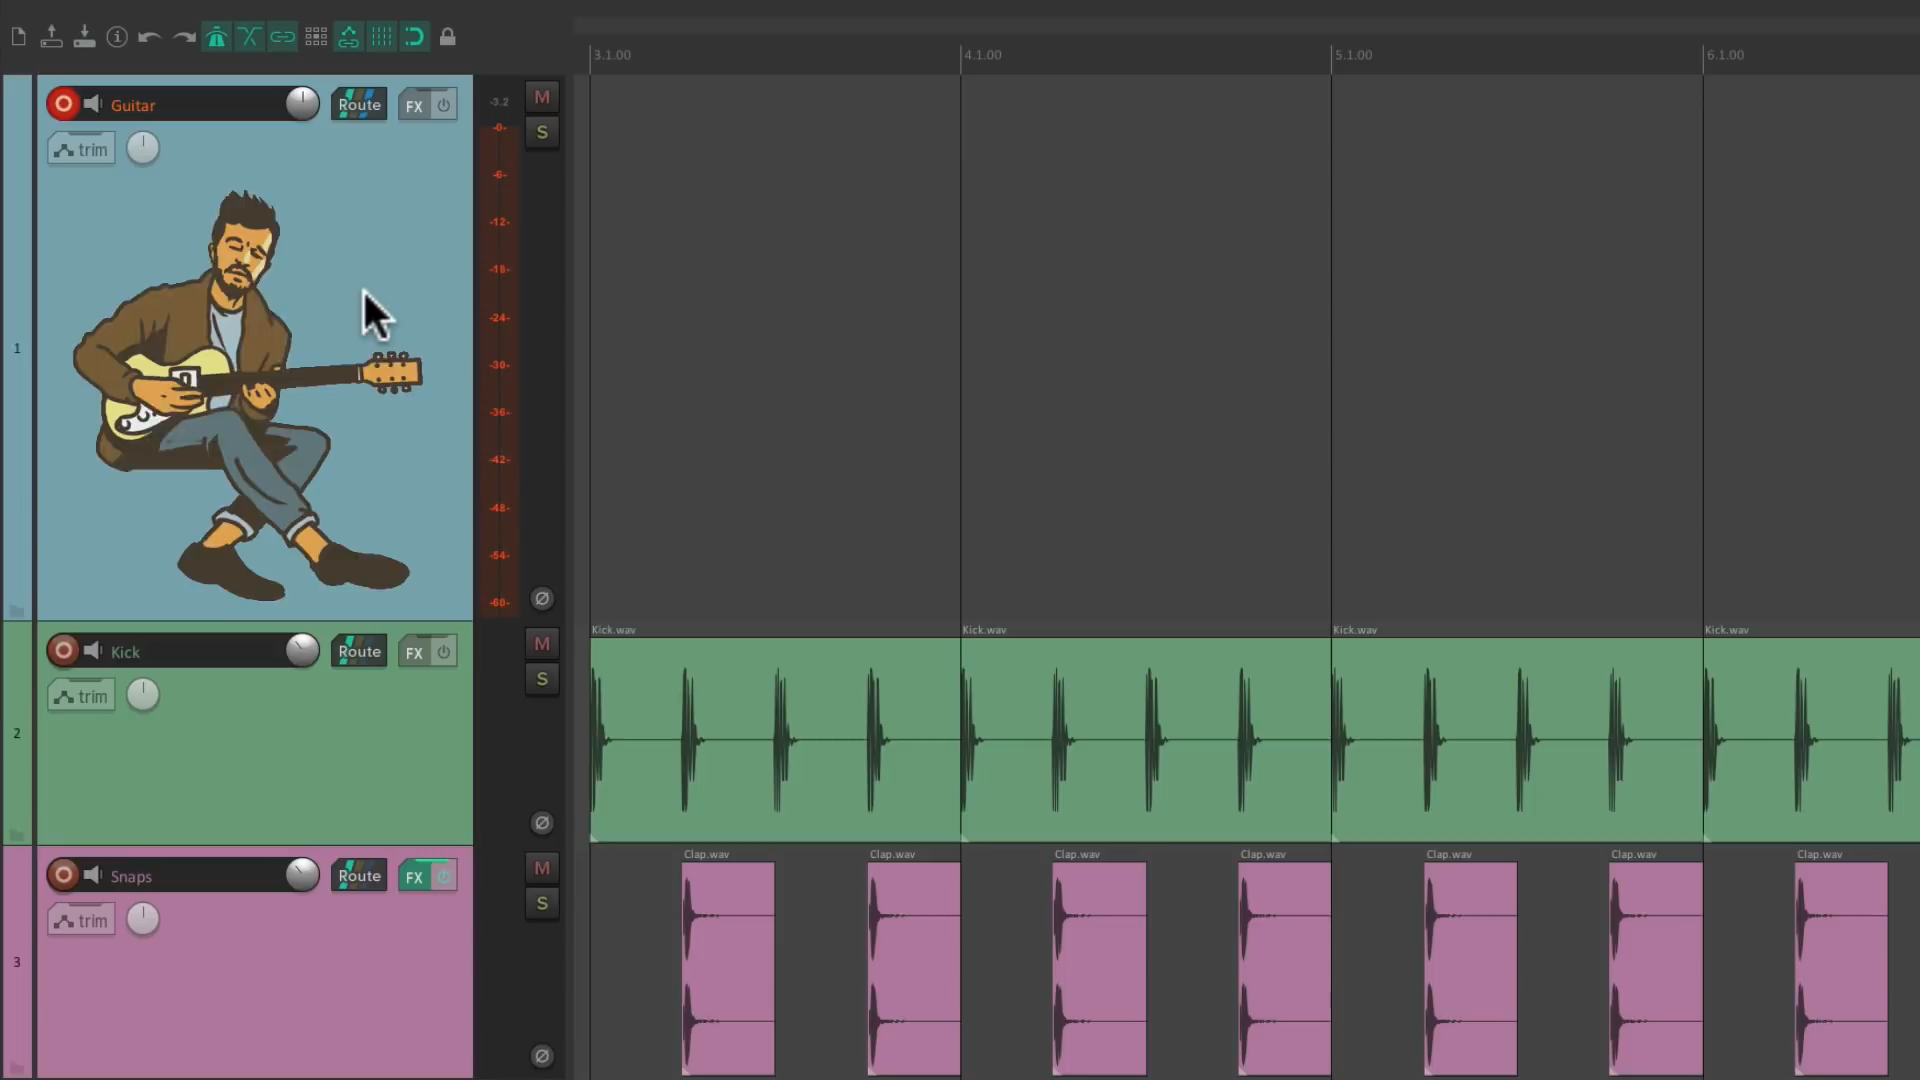 3.1.00 4.1.00 5.1.00 6.1.00
Guitar Route FX
trim
-3.2 M
S
-0-
-6-
-12-
-18-
-24-
-30-
-36-
-42-
-48-
-54-
-60-
1
Kick.wav Kick.wav Kick.wav Kick.wav
Kick Route FX M
trim S
2
Clap.wav Clap.wav Clap.wav Clap.wav Clap.wav Clap.wav Clap.wav
Snaps Route FX M
trim S
3